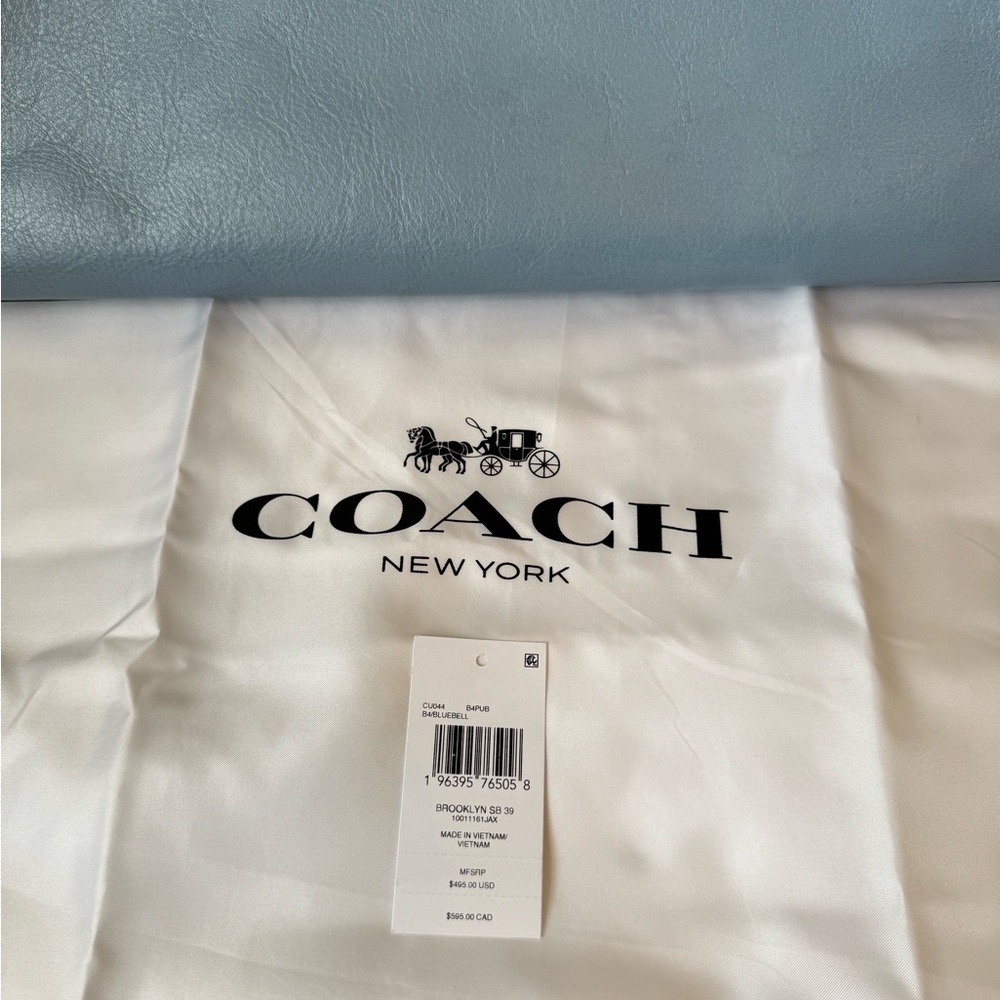 COACH
NEW YORK
CU044 B4PUB
B4/BLUEBELL
1 96395 76505 8
BROOKLYN SB 39
10011161JAX
MADE IN VIETNAM/
VIETNAM
MFSRP
$495.00 USD
$595.00 CAD